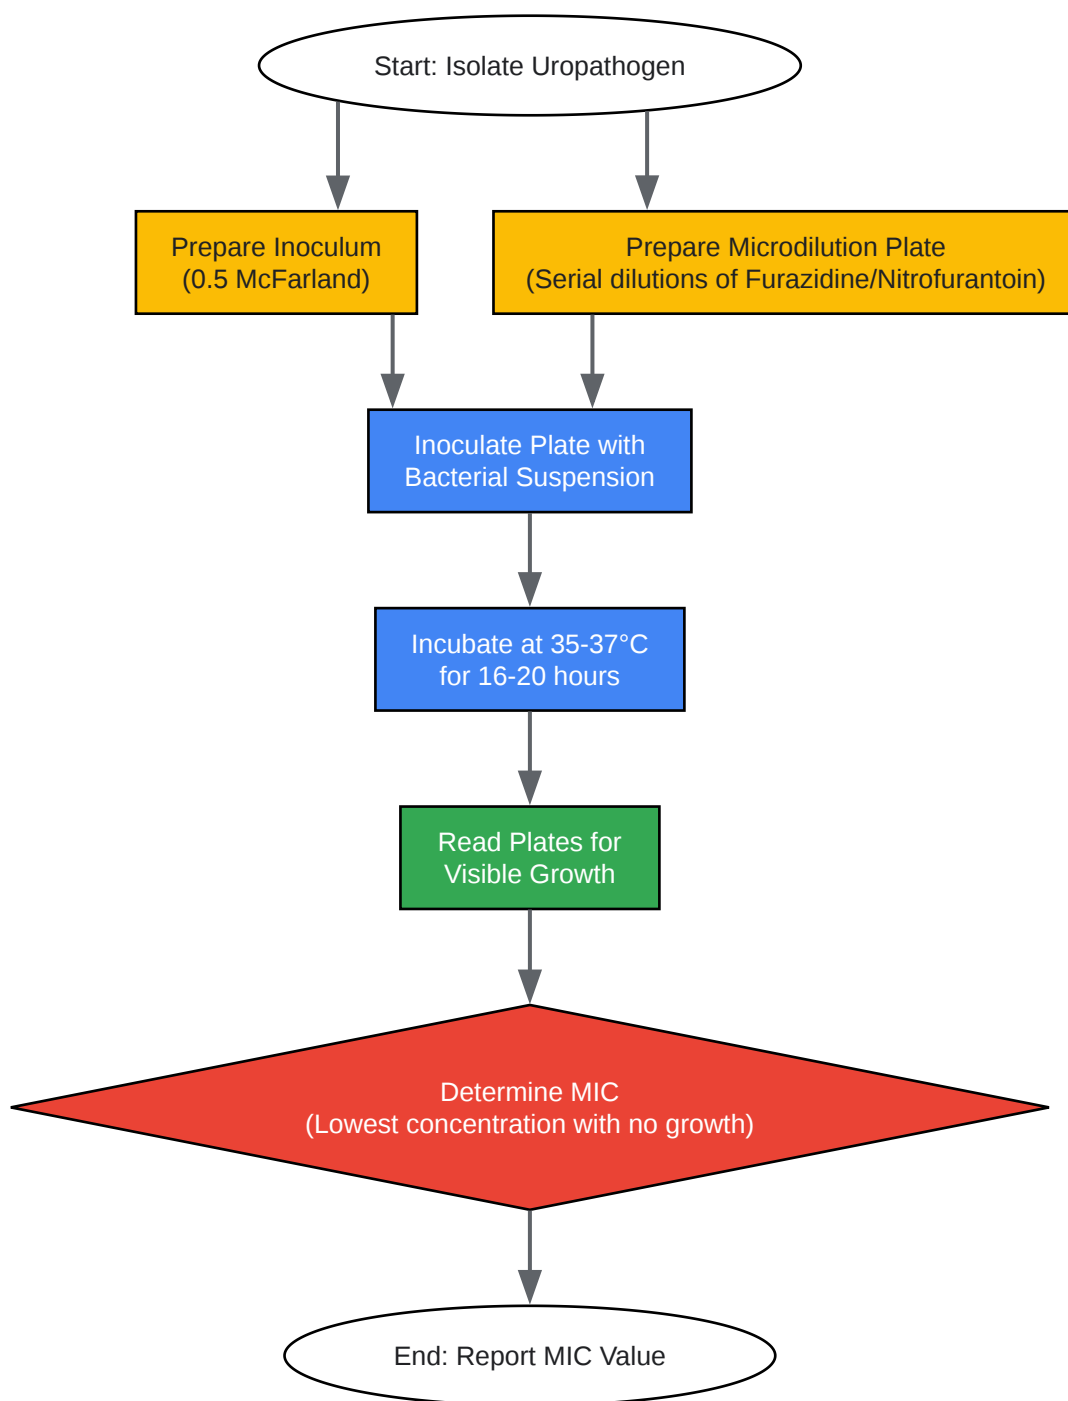 Start: Isolate Uropathogen
Prepare Inoculum
(0.5 McFarland)
Prepare Microdilution Plate
(Serial dilutions of Furazidine/Nitrofurantoin)
Inoculate Plate with
Bacterial Suspension
Incubate at 35-37°C
for 16-20 hours
Read Plates for
Visible Growth
Determine MIC
(Lowest concentration with no growth)
End: Report MIC Value